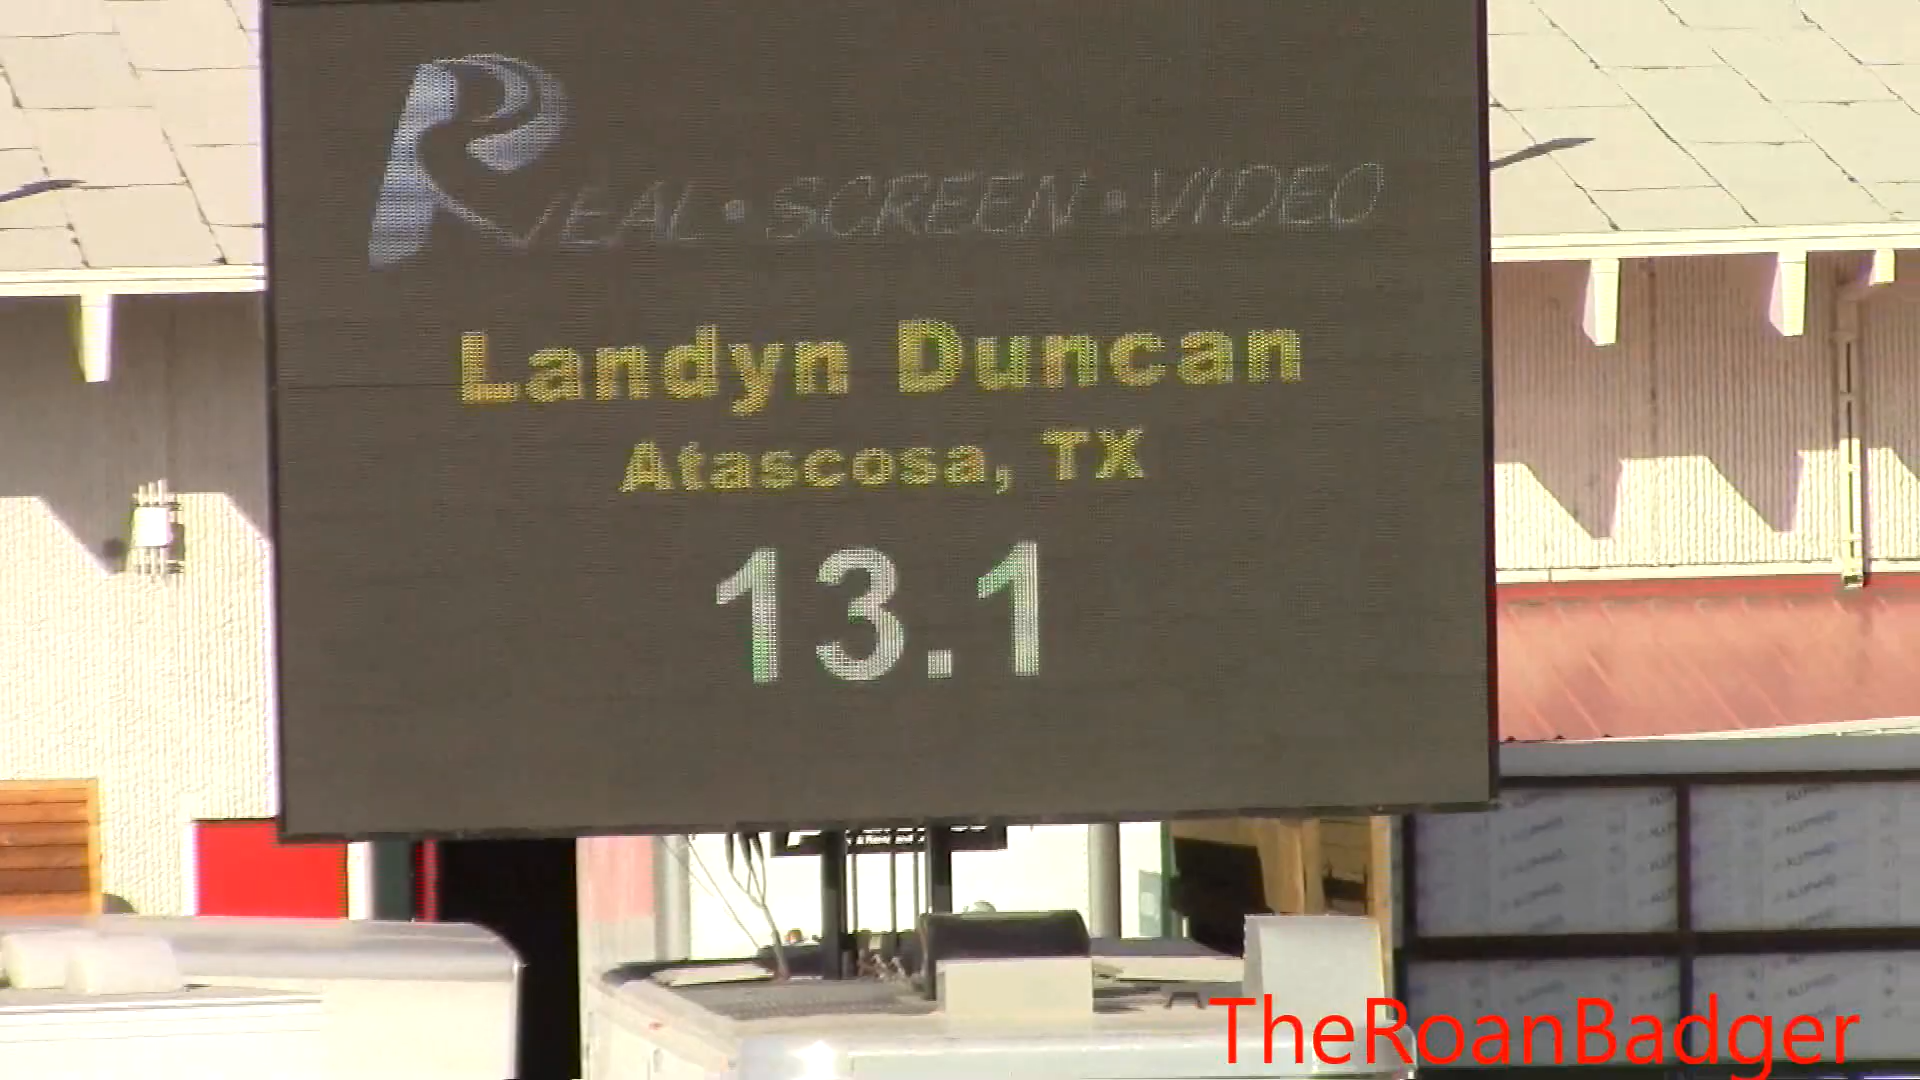 REAL • SCREEN • VIDEO
Landyn Duncan
Atascosa, TX
13.1
TheRoanBadger